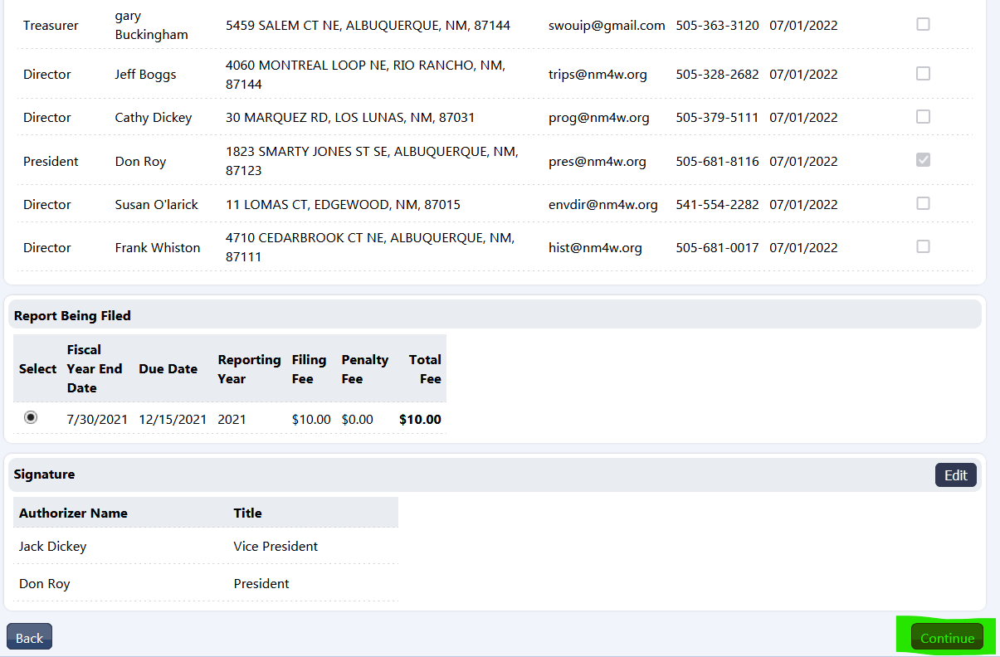 Treasurer gary Buckingham 5459 SALEM CT NE, ALBUQUERQUE, NM, 87144 swouip@gmail.com 505-363-3120 07/01/2022
Director Jeff Boggs 4060 MONTREAL LOOP NE, RIO RANCHO, NM, 87144 trips@nm4w.org 505-328-2682 07/01/2022
Director Cathy Dickey 30 MARQUEZ RD, LOS LUNAS, NM, 87031 prog@nm4w.org 505-379-5111 07/01/2022
President Don Roy 1823 SMARTY JONES ST SE, ALBUQUERQUE, NM, 87123 pres@nm4w.org 505-681-8116 07/01/2022
Director Susan O'larick 11 LOMAS CT, EDGEWOOD, NM, 87015 envdir@nm4w.org 541-554-2282 07/01/2022
Director Frank Whiston 4710 CEDARBROOK CT NE, ALBUQUERQUE, NM, 87111 hist@nm4w.org 505-681-0017 07/01/2022
Report Being Filed
Select Fiscal Year End Date Due Date Reporting Year Filing Fee Penalty Fee Total Fee
7/30/2021 12/15/2021 2021 $10.00 $0.00 $10.00
Signature Edit
Authorizer Name Title
Jack Dickey Vice President
Don Roy President
Back Continue